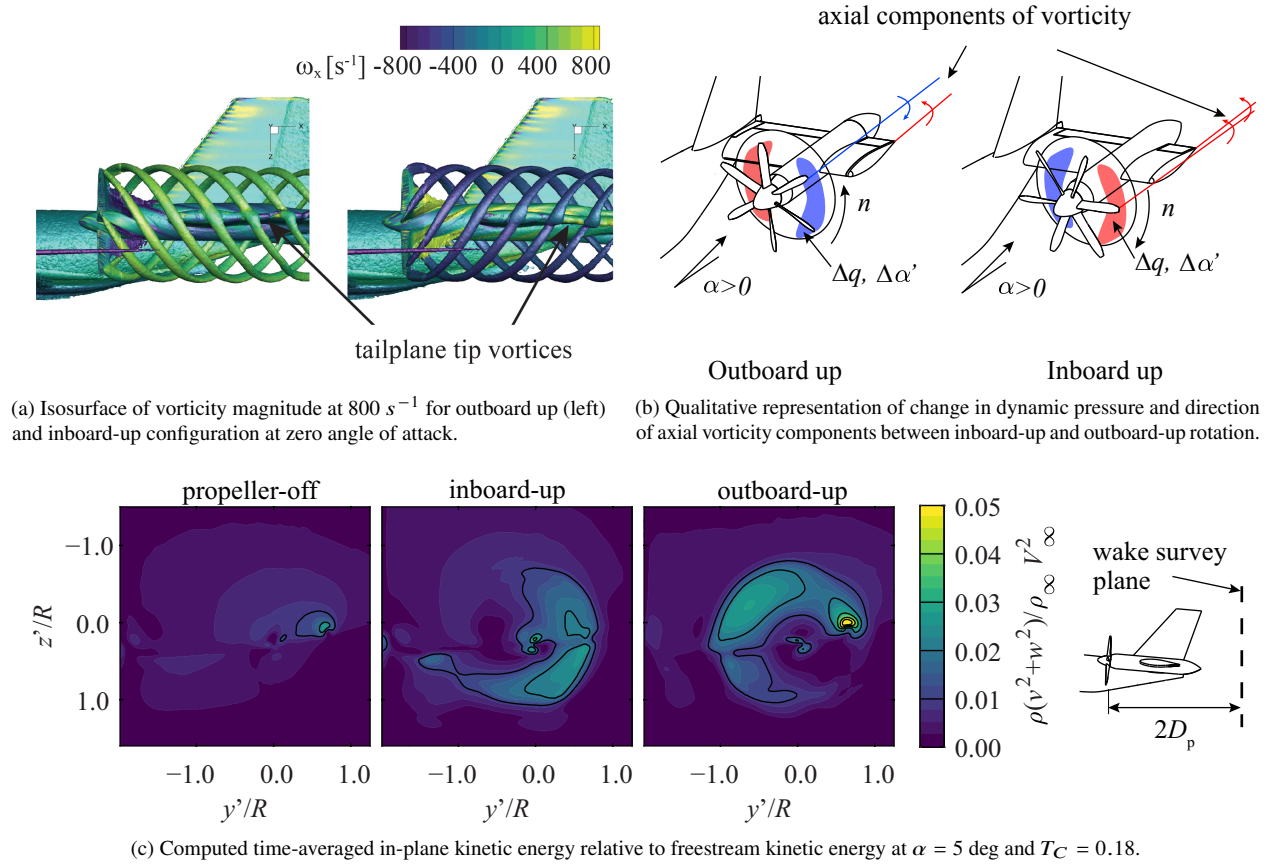 axial components of vorticity
ω_x [s⁻¹] -800 -400 0 400 800
Y X
Z
n
n
Δq, Δα’
Δq, Δα’
α>0
α>0
tailplane tip vortices
Outboard up
Inboard up
(a) Isosurface of vorticity magnitude at 800 s⁻¹ for outboard up (left)
and inboard-up configuration at zero angle of attack.
(b) Qualitative representation of change in dynamic pressure and direction
of axial vorticity components between inboard-up and outboard-up rotation.
propeller-off
inboard-up
outboard-up
−1.0
0.0
1.0
z’/R
−1.0 0.0 1.0
y’/R
−1.0 0.0 1.0
y’/R
−1.0 0.0 1.0
y’/R
0.05
0.04
0.03
0.02
0.01
0.00
ρ(v²+w²)/ρ∞ V²∞
wake survey
plane
2D_p
(c) Computed time-averaged in-plane kinetic energy relative to freestream kinetic energy at α = 5 deg and T_C = 0.18.